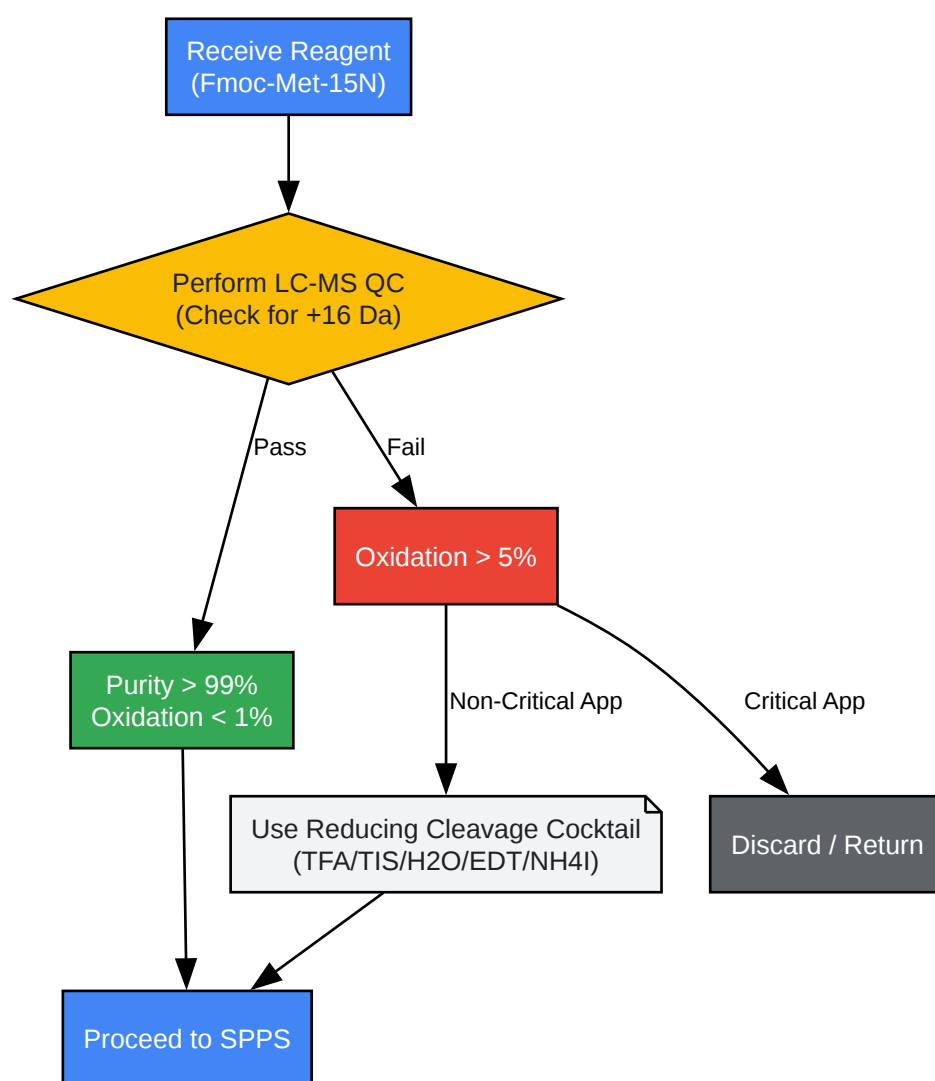 Receive Reagent
(Fmoc-Met-15N)
Perform LC-MS QC
(Check for +16 Da)
Pass
Fail
Oxidation > 5%
Purity > 99%
Oxidation < 1%
Non-Critical App
Critical App
Use Reducing Cleavage Cocktail
(TFA/TIS/H2O/EDT/NH4I)
Discard / Return
Proceed to SPPS